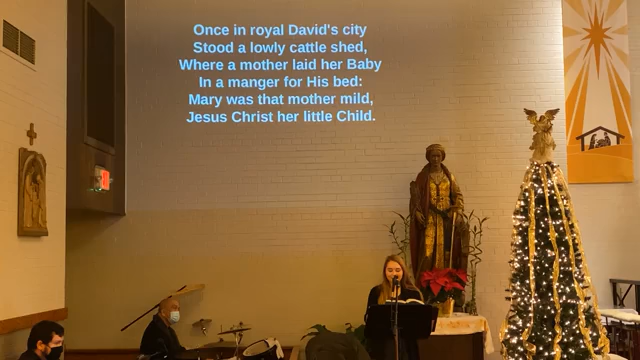 Once in royal David's city
Stood a lowly cattle shed,
Where a mother laid her Baby
In a manger for His bed:
Mary was that mother mild,
Jesus Christ her little Child.